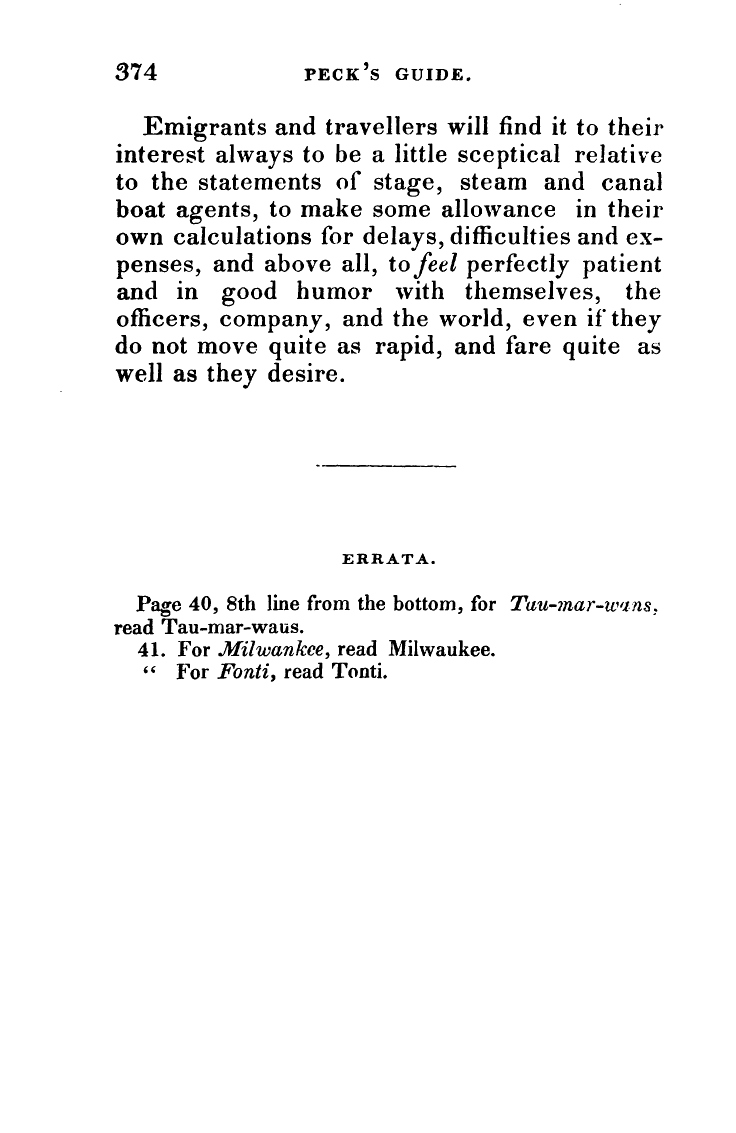 374 PECK'S GUIDE.
Emigrants and travellers will find it to their
interest always to be a little sceptical relative
to the statements of stage, steam and canal
boat agents, to make some allowance in their
own calculations for delays, difficulties and ex-
penses, and above all, to feel perfectly patient
and in good humor with themselves, the
officers, company, and the world, even if they
do not move quite as rapid, and fare quite as
well as they desire.
ERRATA.
Page 40, 8th line from the bottom, for Tau-mar-wans,
read Tau-mar-waus.
41. For Milwankee, read Milwaukee.
“ For Fonti, read Tonti.